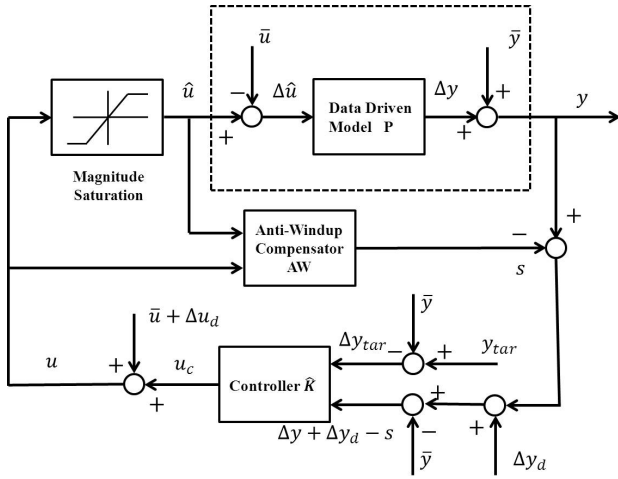 ū
ȳ
û
−
Δû
Δy
+
y
+
Data Driven
Model P
+
Magnitude
Saturation
Anti-Windup
Compensator
AW
−
+
s
ȳ
ū + Δu_d
Δy_tar
−
+
y_tar
u
+
u_c
Controller K̂
+
+
+
+
Δy + Δy_d − s
−
ȳ
Δy_d